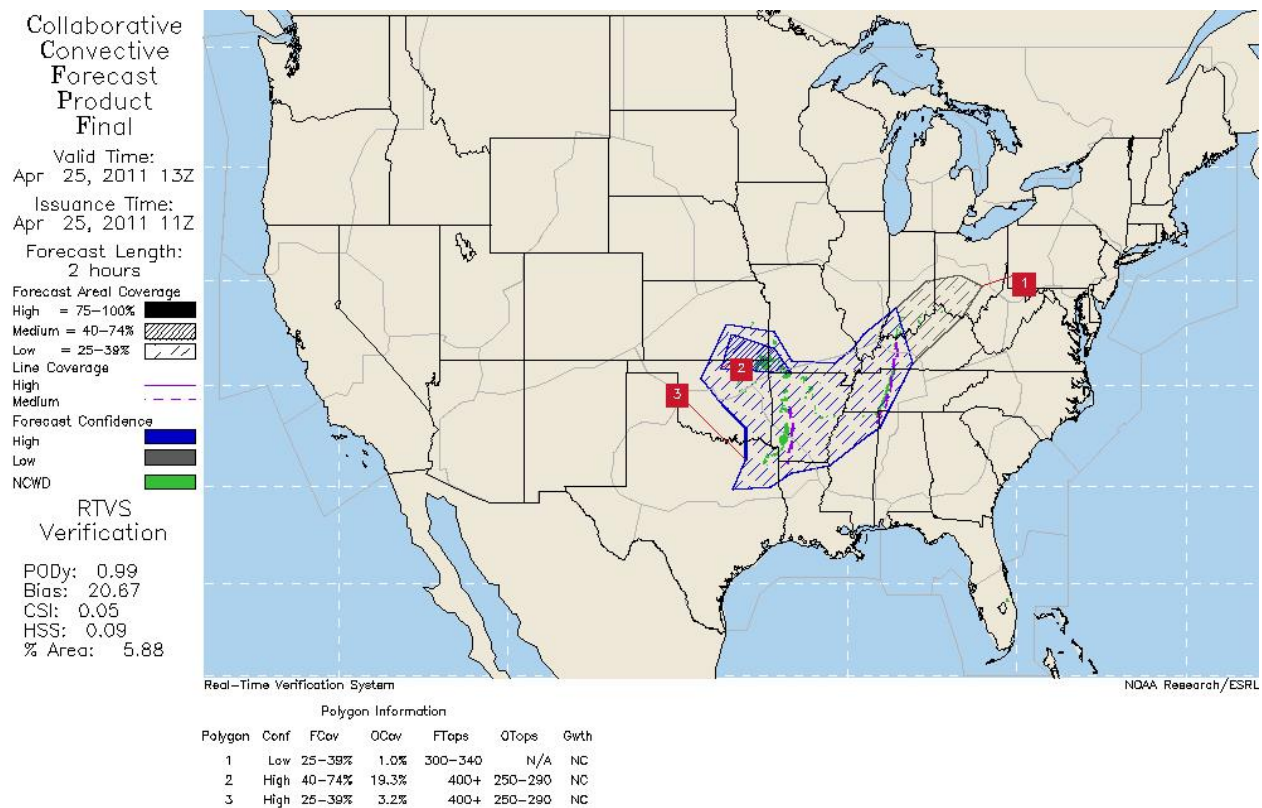 Collaborative
Convective
Forecast
Product
Final
Valid Time:
Apr 25, 2011 13Z
Issuance Time:
Apr 25, 2011 11Z
Forecast Length:
2 hours
Forecast Areal Coverage
High = 75-100%
Medium = 40-74%
Low = 25-39%
Line Coverage
High
Medium
Forecast Confidence
High
Low
NCWD
RTVS
Verification
PODy: 0.99
Bias: 20.67
CSI: 0.05
HSS: 0.09
% Area: 5.88
1
2
3
Real-Time Verification System
NOAA Research/ESRL
Polygon Information
Polygon Conf FCov OCov FTops OTops Gwth
1 Low 25-39% 1.0% 300-340 N/A NC
2 High 40-74% 19.3% 400+ 250-290 NC
3 High 25-39% 3.2% 400+ 250-290 NC